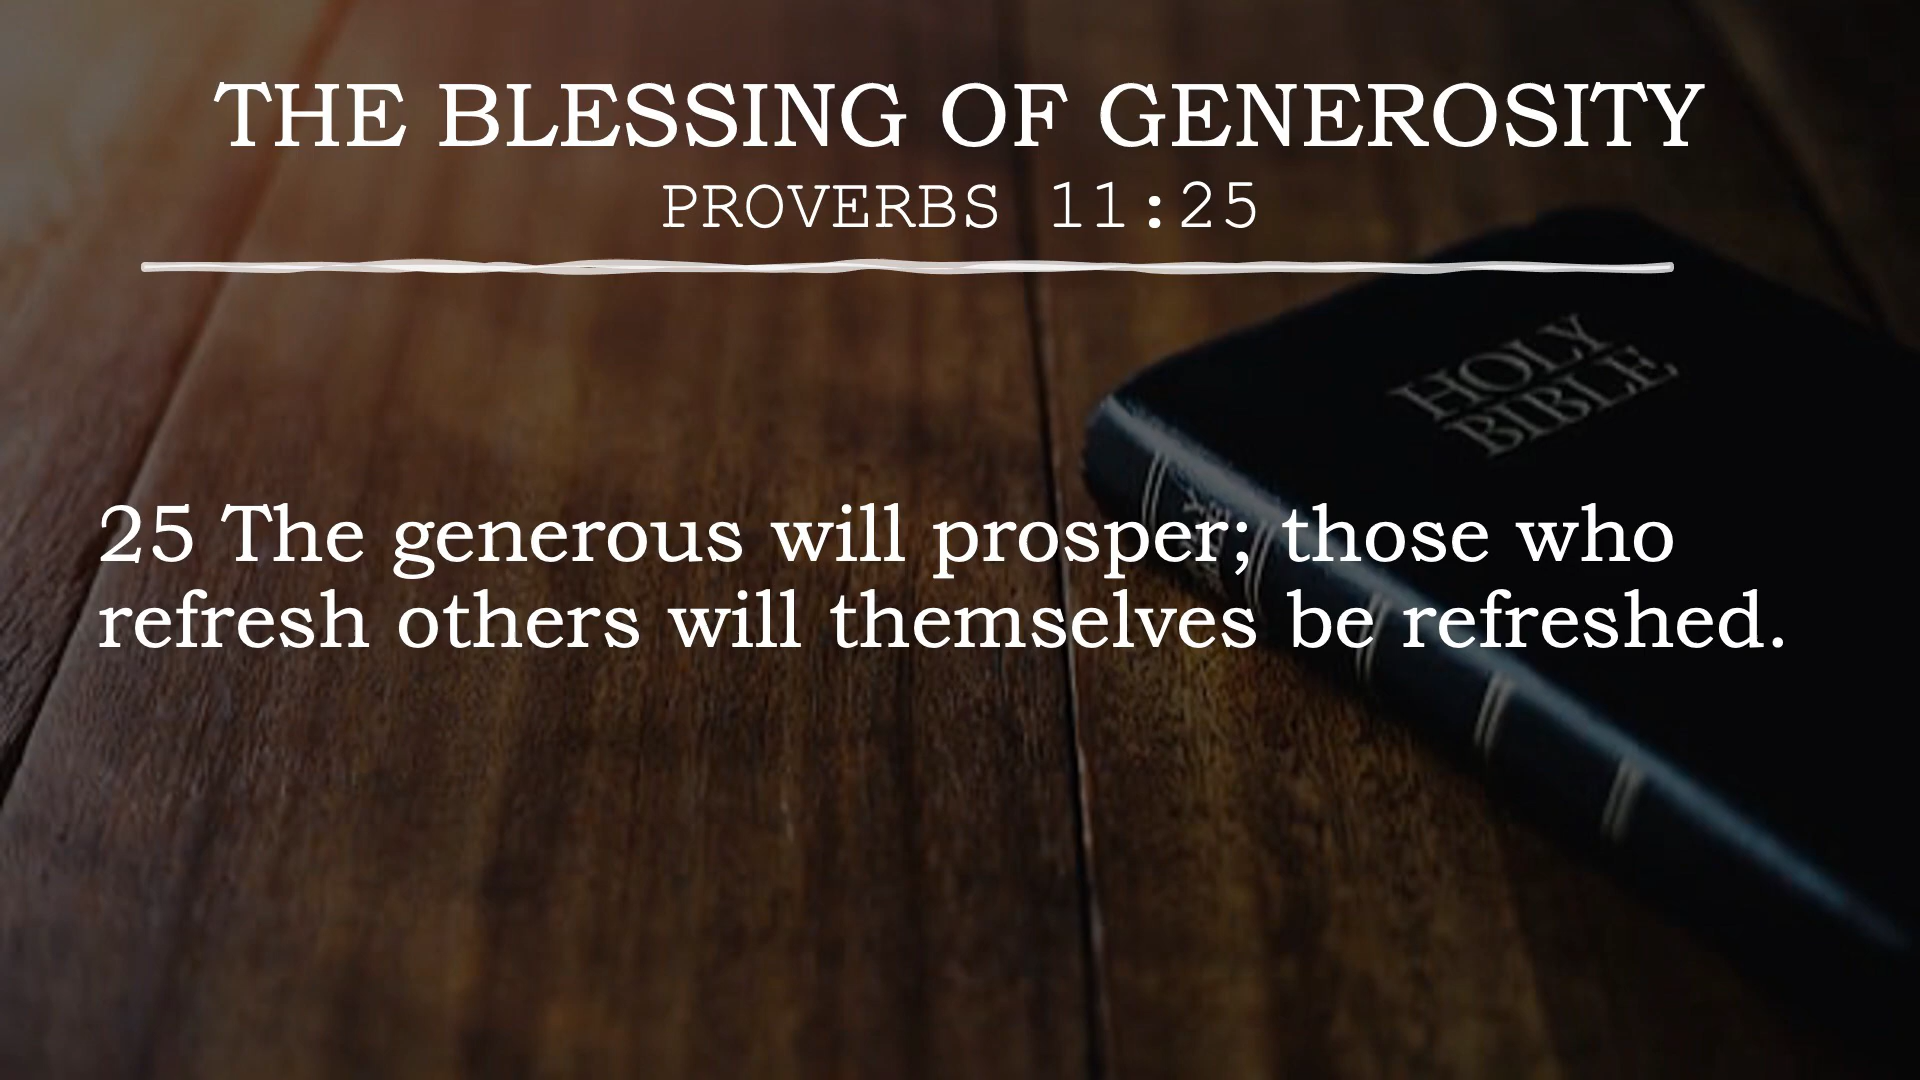 THE BLESSING OF GENEROSITY
PROVERBS 11:25
HOLY
BIBLE
25 The generous will prosper; those who
refresh others will themselves be refreshed.